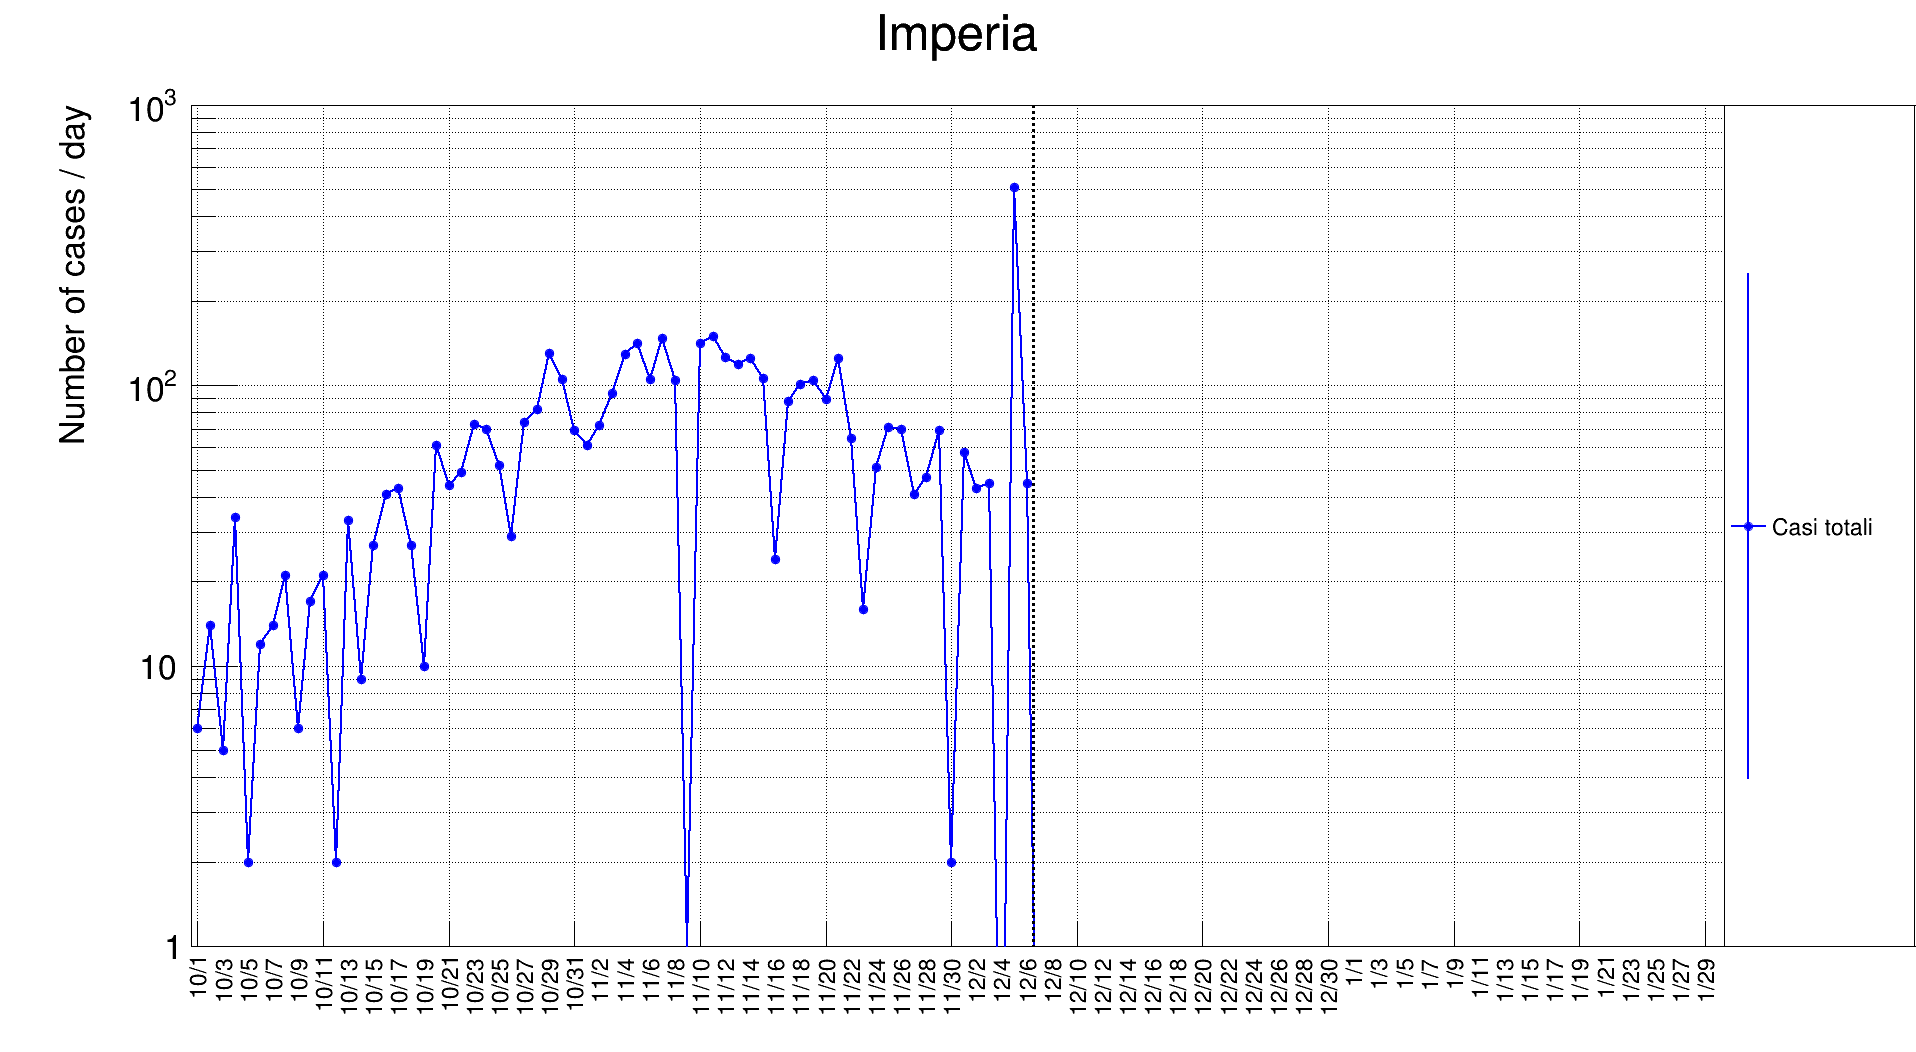 Imperia
Number of cases / day
10³
10²
10
1
10/1 10/3 10/5 10/7 10/9 10/11 10/13 10/15 10/17 10/19 10/21 10/23 10/25 10/27 10/29 10/31 11/2 11/4 11/6 11/8 11/10 11/12 11/14 11/16 11/18 11/20 11/22 11/24 11/26 11/28 11/30 12/2 12/4 12/6 12/8 12/10 12/12 12/14 12/16 12/18 12/20 12/22 12/24 12/26 12/28 12/30 1/1 1/3 1/5 1/7 1/9 1/11 1/13 1/15 1/17 1/19 1/21 1/23 1/25 1/27 1/29
Casi totali